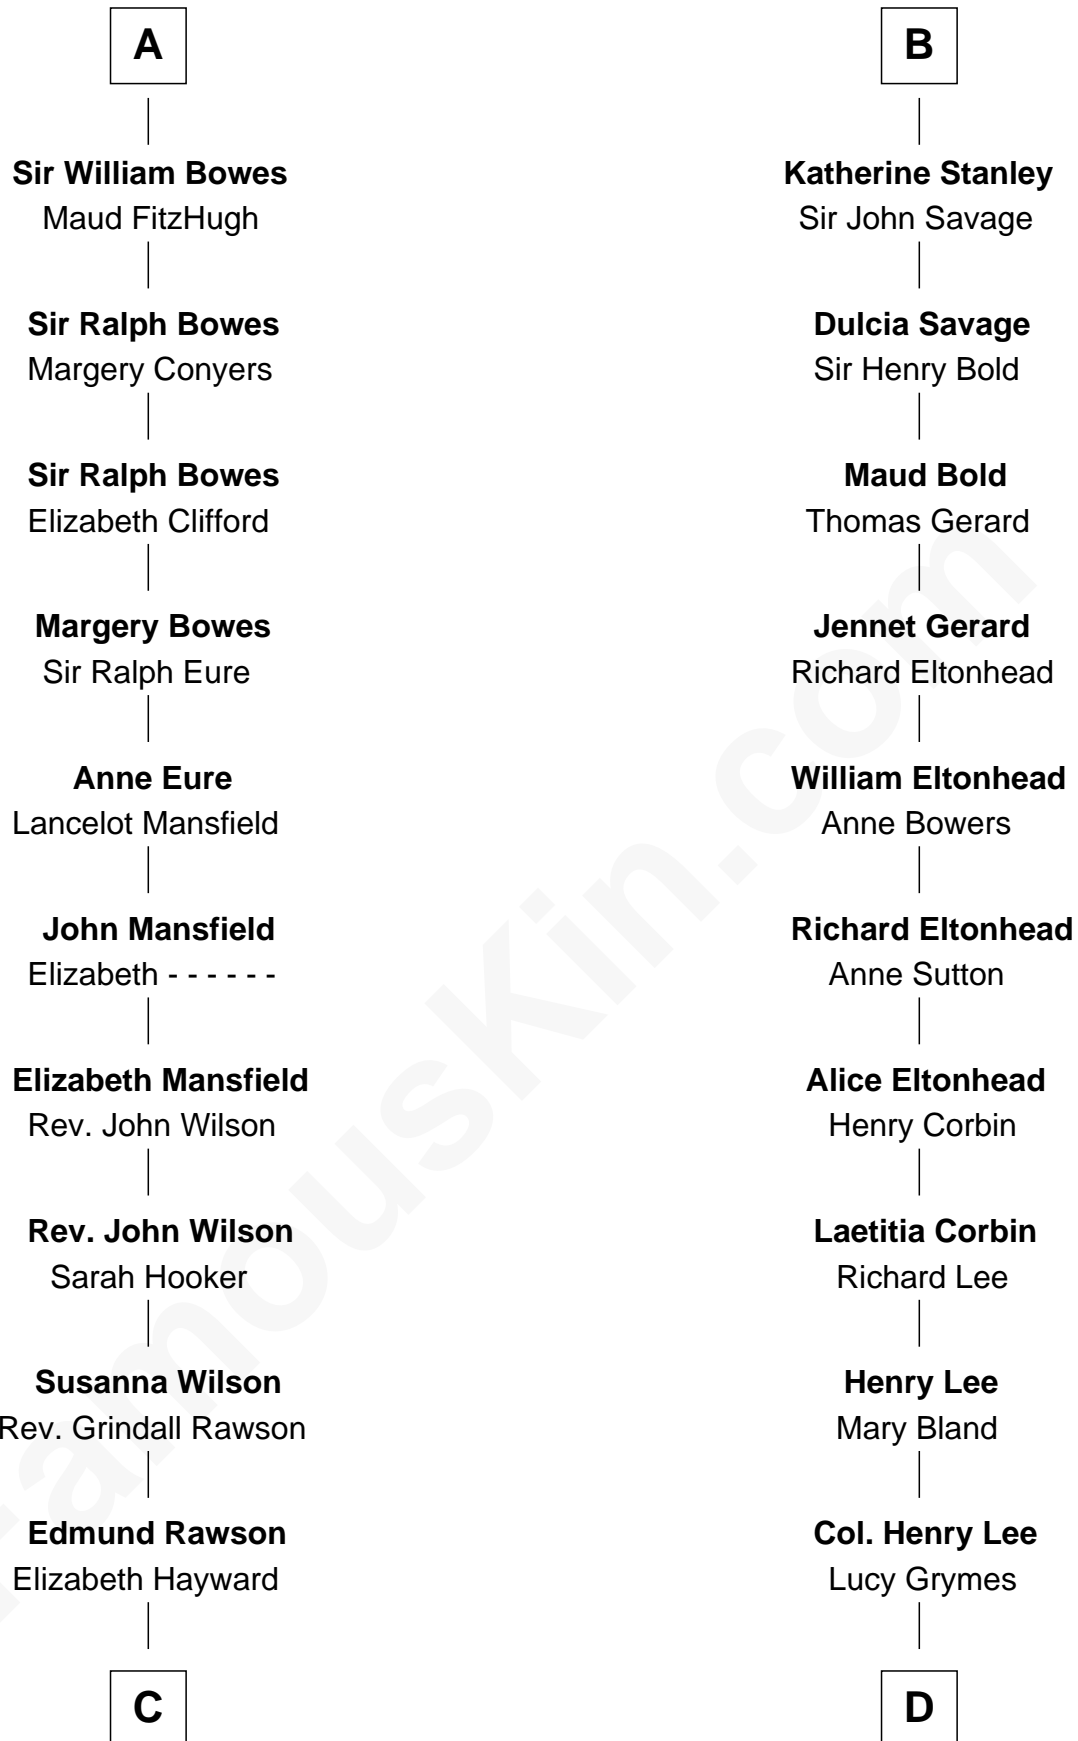 A
Sir William Bowes
Maud FitzHugh
Sir Ralph Bowes
Margery Conyers
Sir Ralph Bowes
Elizabeth Clifford
Margery Bowes
Sir Ralph Eure
Anne Eure
Lancelot Mansfield
John Mansfield
Elizabeth - - - - - -
Elizabeth Mansfield
Rev. John Wilson
Rev. John Wilson
Sarah Hooker
Susanna Wilson
Rev. Grindall Rawson
Edmund Rawson
Elizabeth Hayward
C
B
Katherine Stanley
Sir John Savage
Dulcia Savage
Sir Henry Bold
Maud Bold
Thomas Gerard
Jennet Gerard
Richard Eltonhead
William Eltonhead
Anne Bowers
Richard Eltonhead
Anne Sutton
Alice Eltonhead
Henry Corbin
Laetitia Corbin
Richard Lee
Henry Lee
Mary Bland
Col. Henry Lee
Lucy Grymes
D
FamousKin.com